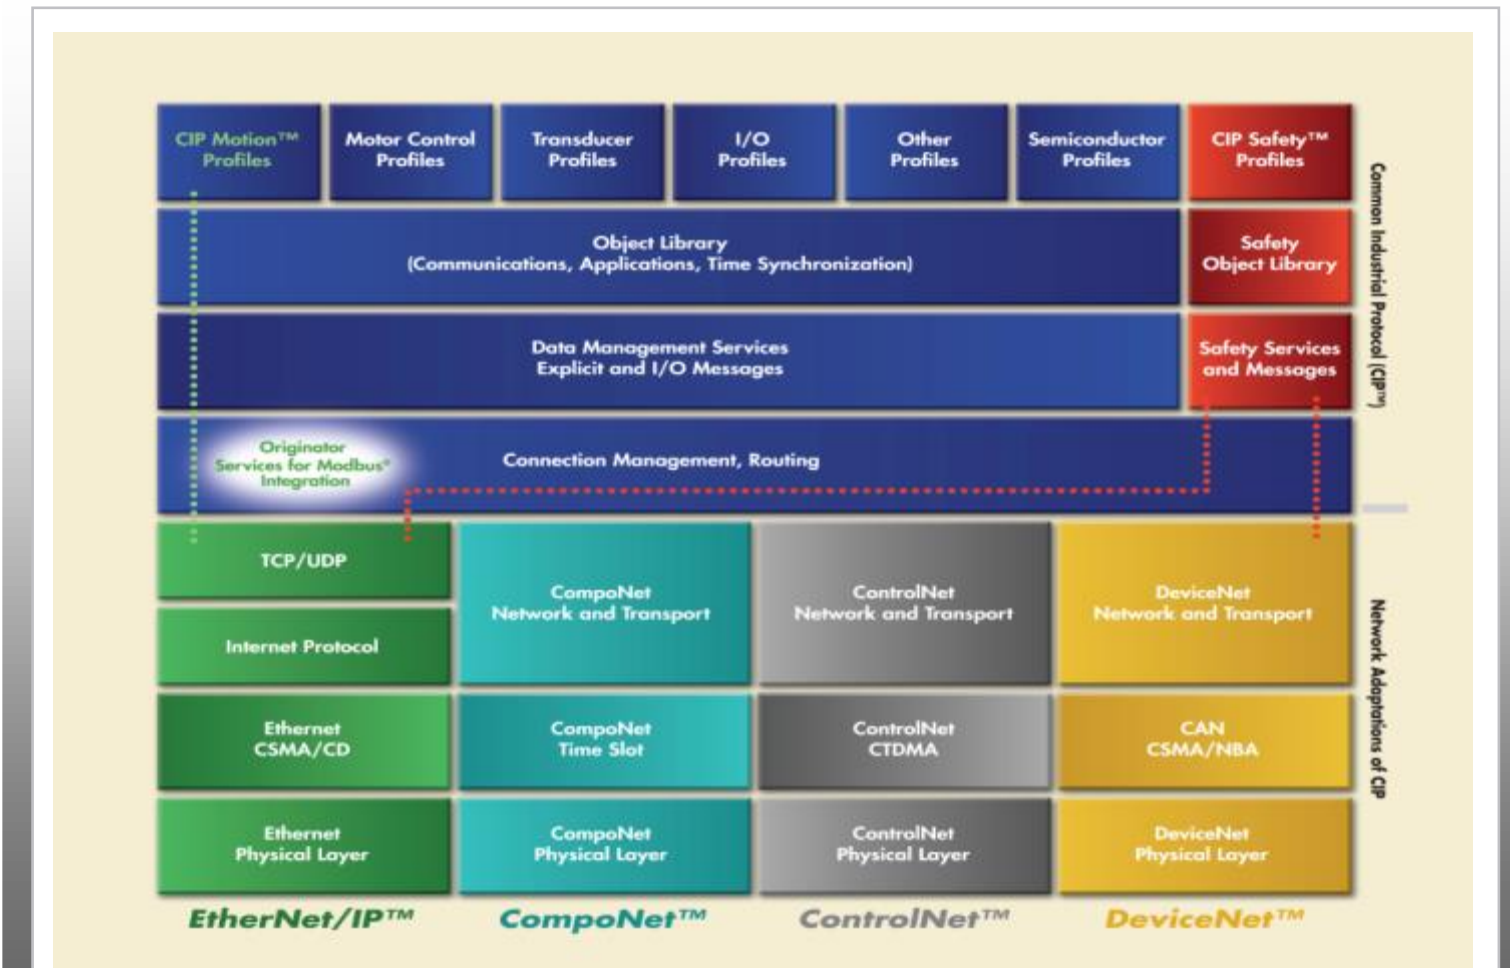 CIP Motion™
Profiles
Motor Control
Profiles
Transducer
Profiles
I/O
Profiles
Other
Profiles
Semiconductor
Profiles
CIP Safety™
Profiles
Object Library
(Communications, Applications, Time Synchronization)
Safety
Object Library
Data Management Services
Explicit and I/O Messages
Safety Services
and Messages
Originator
Services for Modbus®
Integration
Connection Management, Routing
Common Industrial Protocol (CIP™)
TCP/UDP
Internet Protocol
CompoNet
Network and Transport
ControlNet
Network and Transport
DeviceNet
Network and Transport
Ethernet
CSMA/CD
CompoNet
Time Slot
ControlNet
CTDMA
CAN
CSMA/NBA
Ethernet
Physical Layer
CompoNet
Physical Layer
ControlNet
Physical Layer
DeviceNet
Physical Layer
Network Adaptations of CIP
EtherNet/IP™
CompoNet™
ControlNet™
DeviceNet™